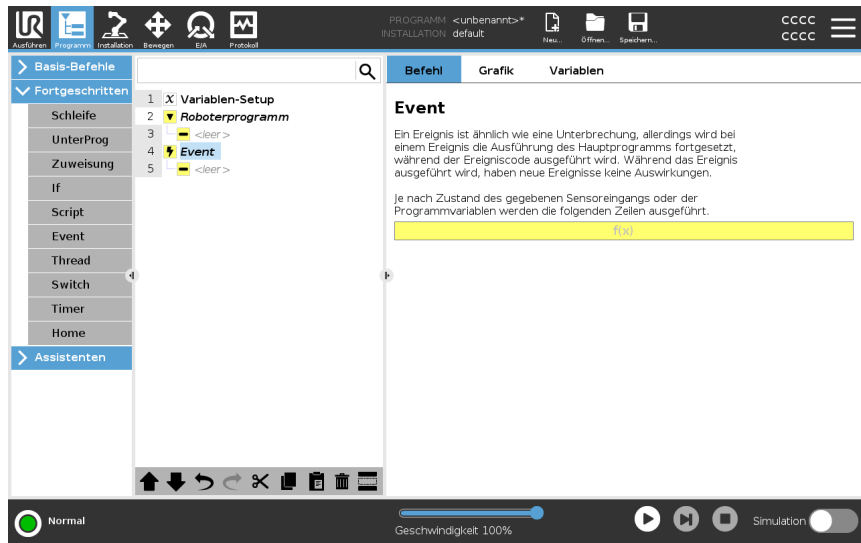 UR
PROGRAMM <unbenannt>*
INSTALLATION default
Ausführen Programm Installation Bewegen E/A Protokoll
Neu... Öffnen... Speichern...
CCCC
CCCC
Basis-Befehle
Fortgeschritten
Schleife
UnterProg
Zuweisung
If
Script
Event
Thread
Switch
Timer
Home
Assistenten
1 X Variablen-Setup
2 Roboterprogramm
3 <leer>
4 Event
5 <leer>
Befehl Grafik Variablen
Event
Ein Ereignis ist ähnlich wie eine Unterbrechung, allerdings wird bei
einem Ereignis die Ausführung des Hauptprogramms fortgesetzt,
während der Ereigniscode ausgeführt wird. Während das Ereignis
ausgeführt wird, haben neue Ereignisse keine Auswirkungen.
Je nach Zustand des gegebenen Sensoreingangs oder der
Programmvariablen werden die folgenden Zeilen ausgeführt.
f(x)
Normal
Geschwindigkeit 100%
Simulation